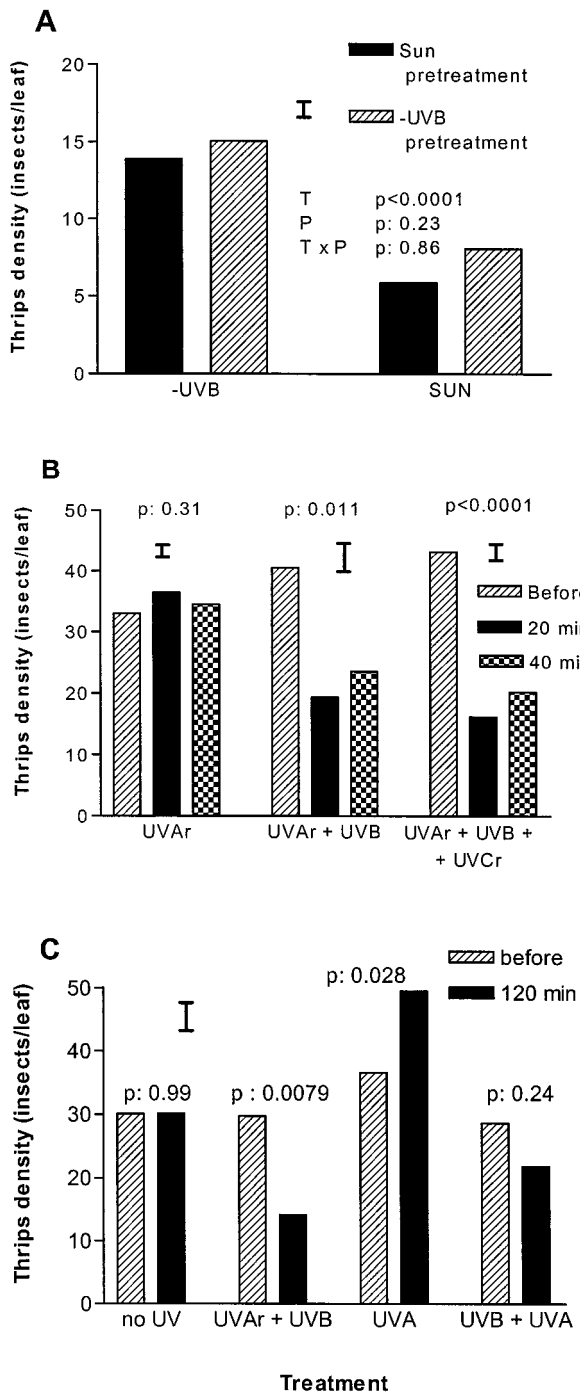 A
Sun
pretreatment
-UVB
pretreatment
T p<0.0001
P p: 0.23
T x P p: 0.86
Thrips density (insects/leaf)
20
15
10
5
0
-UVB SUN
B
p: 0.31 p: 0.011 p<0.0001
Before
20 min
40 min
Thrips density (insects/leaf)
50
40
30
20
10
0
UVAr UVAr + UVB UVAr + UVB +
+ UVCr
C
before
120 min
p: 0.99 p : 0.0079 p: 0.028 p: 0.24
Thrips density (insects/leaf)
50
40
30
20
10
0
no UV UVAr + UVB UVA UVB + UVA
Treatment